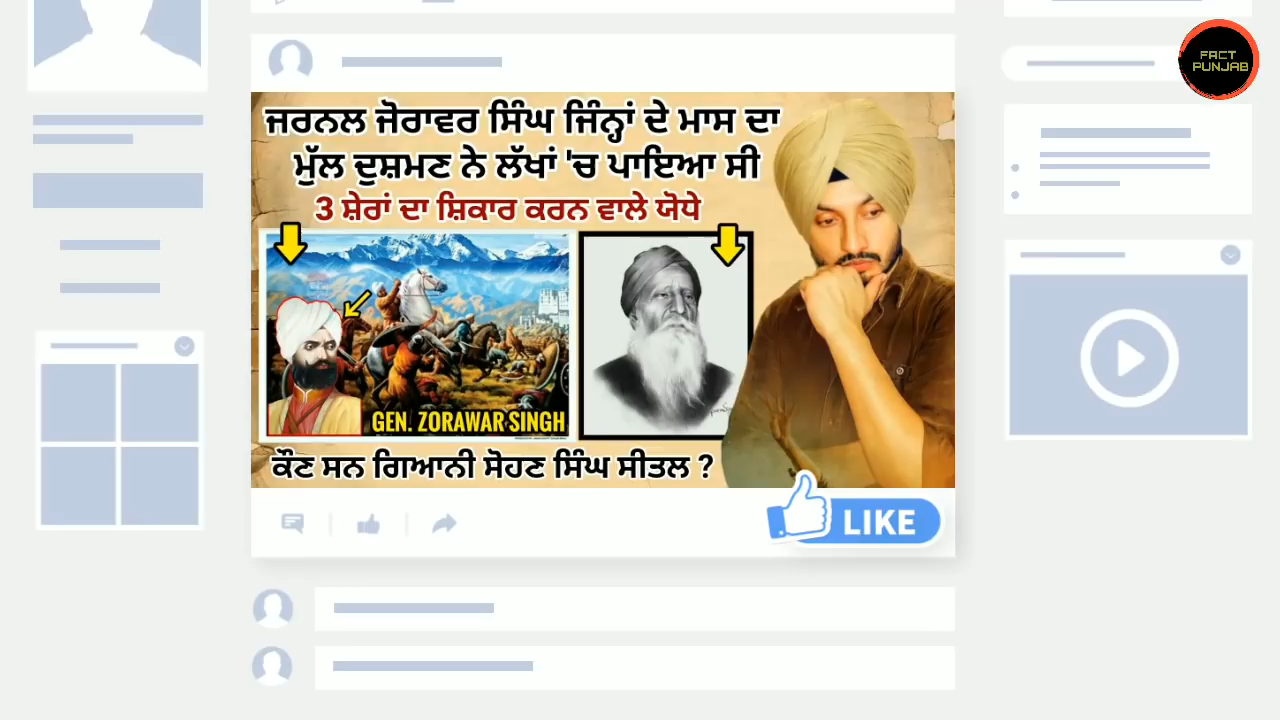 FACT
PUNJAB
ਜਰਨਲ ਜੋਰਾਵਰ ਸਿੰਘ ਜਿੰਨ੍ਹਾਂ ਦੇ ਮਾਸ ਦਾ
ਮੁੱਲ ਦੁਸ਼ਮਣ ਨੇ ਲੱਖਾਂ 'ਚ ਪਾਇਆ ਸੀ
3 ਸ਼ੇਰਾਂ ਦਾ ਸ਼ਿਕਾਰ ਕਰਨ ਵਾਲੇ ਯੋਧੇ
GEN. ZORAWAR SINGH
ਕੌਣ ਸਨ ਗਿਆਨੀ ਸੋਹਣ ਸਿੰਘ ਸੀਤਲ ?
LIKE